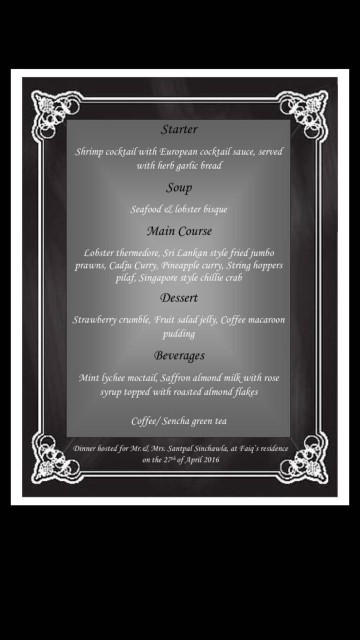 Starter
Shrimp cocktail with European cocktail sauce, served
with herb garlic bread
Soup
Seafood & lobster bisque
Main Course
Lobster thermedore, Sri Lankan style fried jumbo
prawns, Cadju Curry, Pineapple curry, String hoppers
pilaf, Singapore style chillie crab
Dessert
Strawberry crumble, Fruit salad jelly, Coffee macaroon
pudding
Beverages
Mint lychee moctail, Saffron almond milk with rose
syrup topped with roasted almond flakes
Coffee/ Sencha green tea
Dinner hosted for Mr.& Mrs. Santpal Sinchawla, at Faiq's residence
on the 27th of April 2016